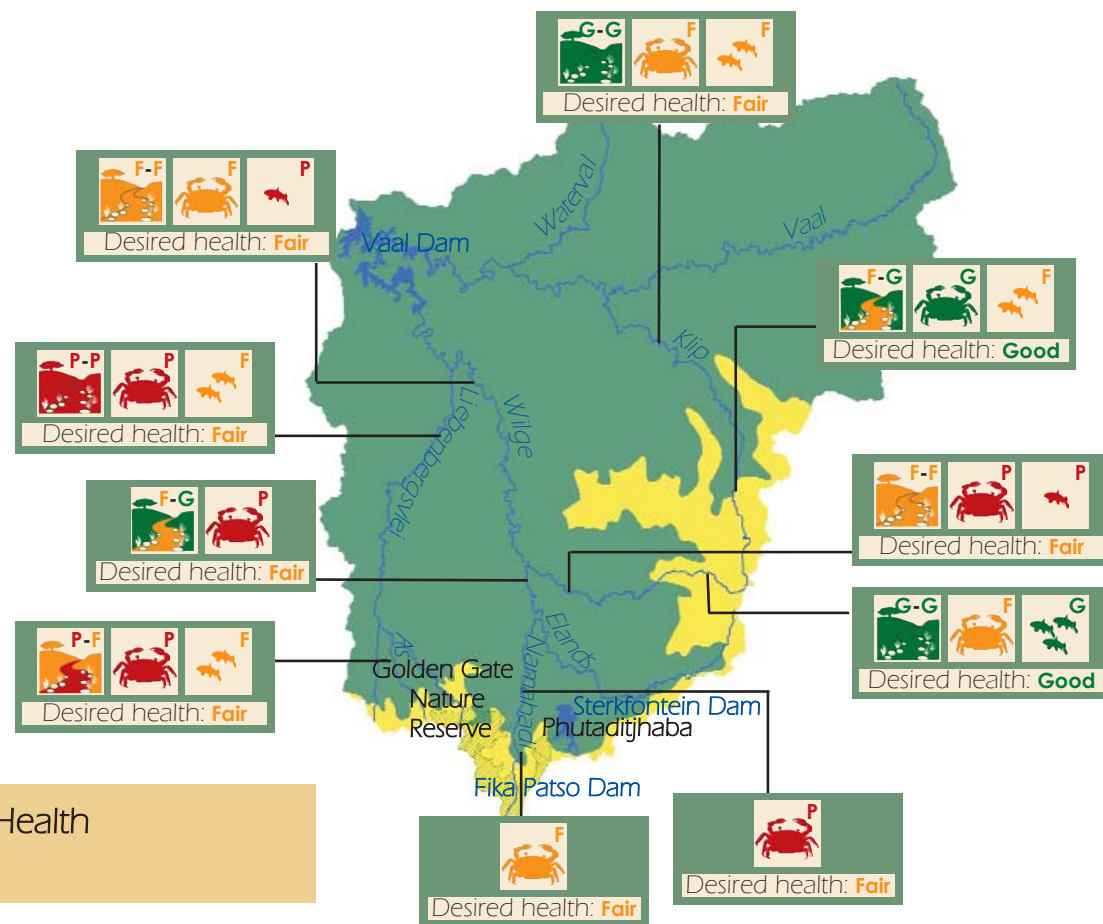 G-G F F
Desired health: Fair
F-F F P
Desired health: Fair
Waterval
Vaal
Vaal Dam
F-G G F
Desired health: Good
Klip
P-P P F
Desired health: Fair
Liebenbergsvlei
Wilge
F-F P P
Desired health: Fair
F-G P
Desired health: Fair
G-G F G
Desired health: Good
Elands
P-F P F
Desired health: Fair
As
Golden Gate
Nature
Reserve
Namahadi
Sterkfontein Dam
Phutaditjhaba
Fika Patso Dam
Health
F
Desired health: Fair
P
Desired health: Fair